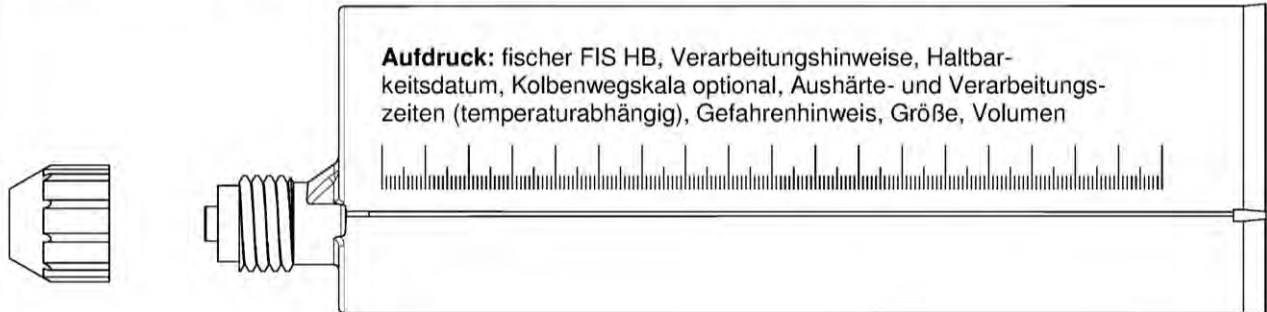 Aufdruck: fischer FIS HB, Verarbeitungshinweise, Haltbar-
keitsdatum, Kolbenwegskala optional, Aushärte- und Verarbeitungs-
zeiten (temperaturabhängig), Gefahrenhinweis, Größe, Volumen